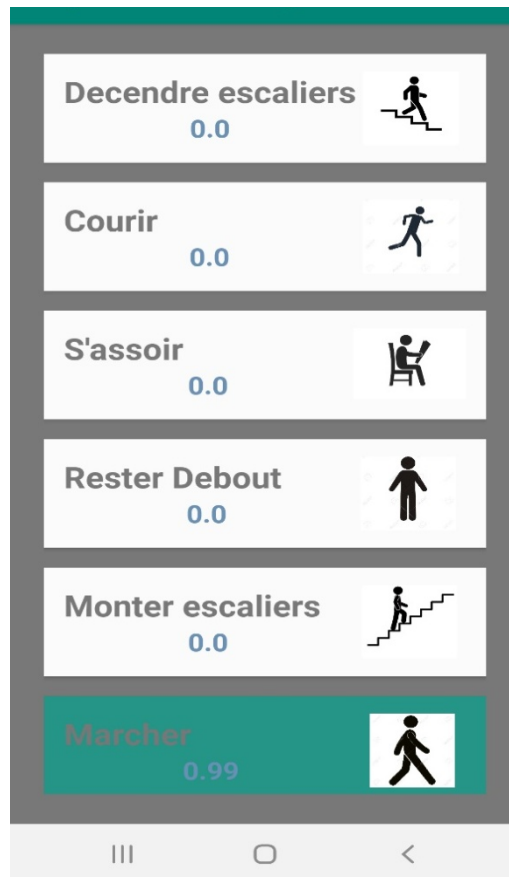 Decendre escaliers
0.0
Courir
0.0
S'assoir
0.0
Rester Debout
0.0
Monter escaliers
0.0
Marcher
0.99